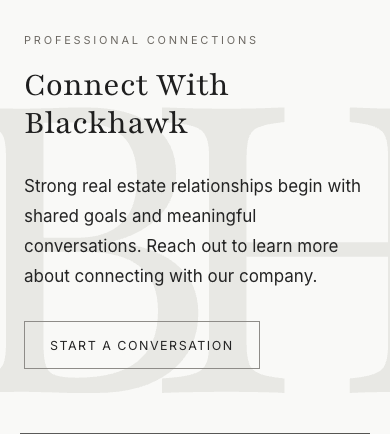 PROFESSIONAL CONNECTIONS
Connect With
Blackhawk
Strong real estate relationships begin with
shared goals and meaningful
conversations. Reach out to learn more
about connecting with our company.
START A CONVERSATION
BH